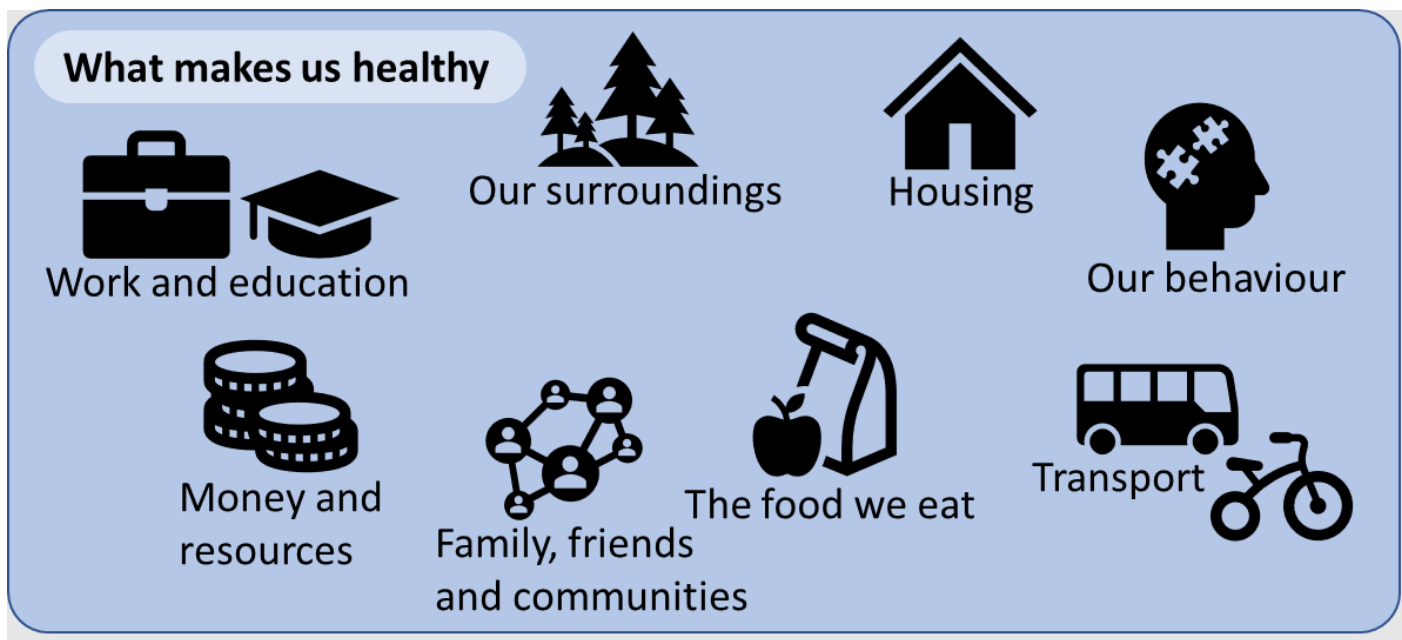 What makes us healthy
Our surroundings
Housing
Work and education
Our behaviour
Money and
resources
Family, friends
and communities
The food we eat
Transport